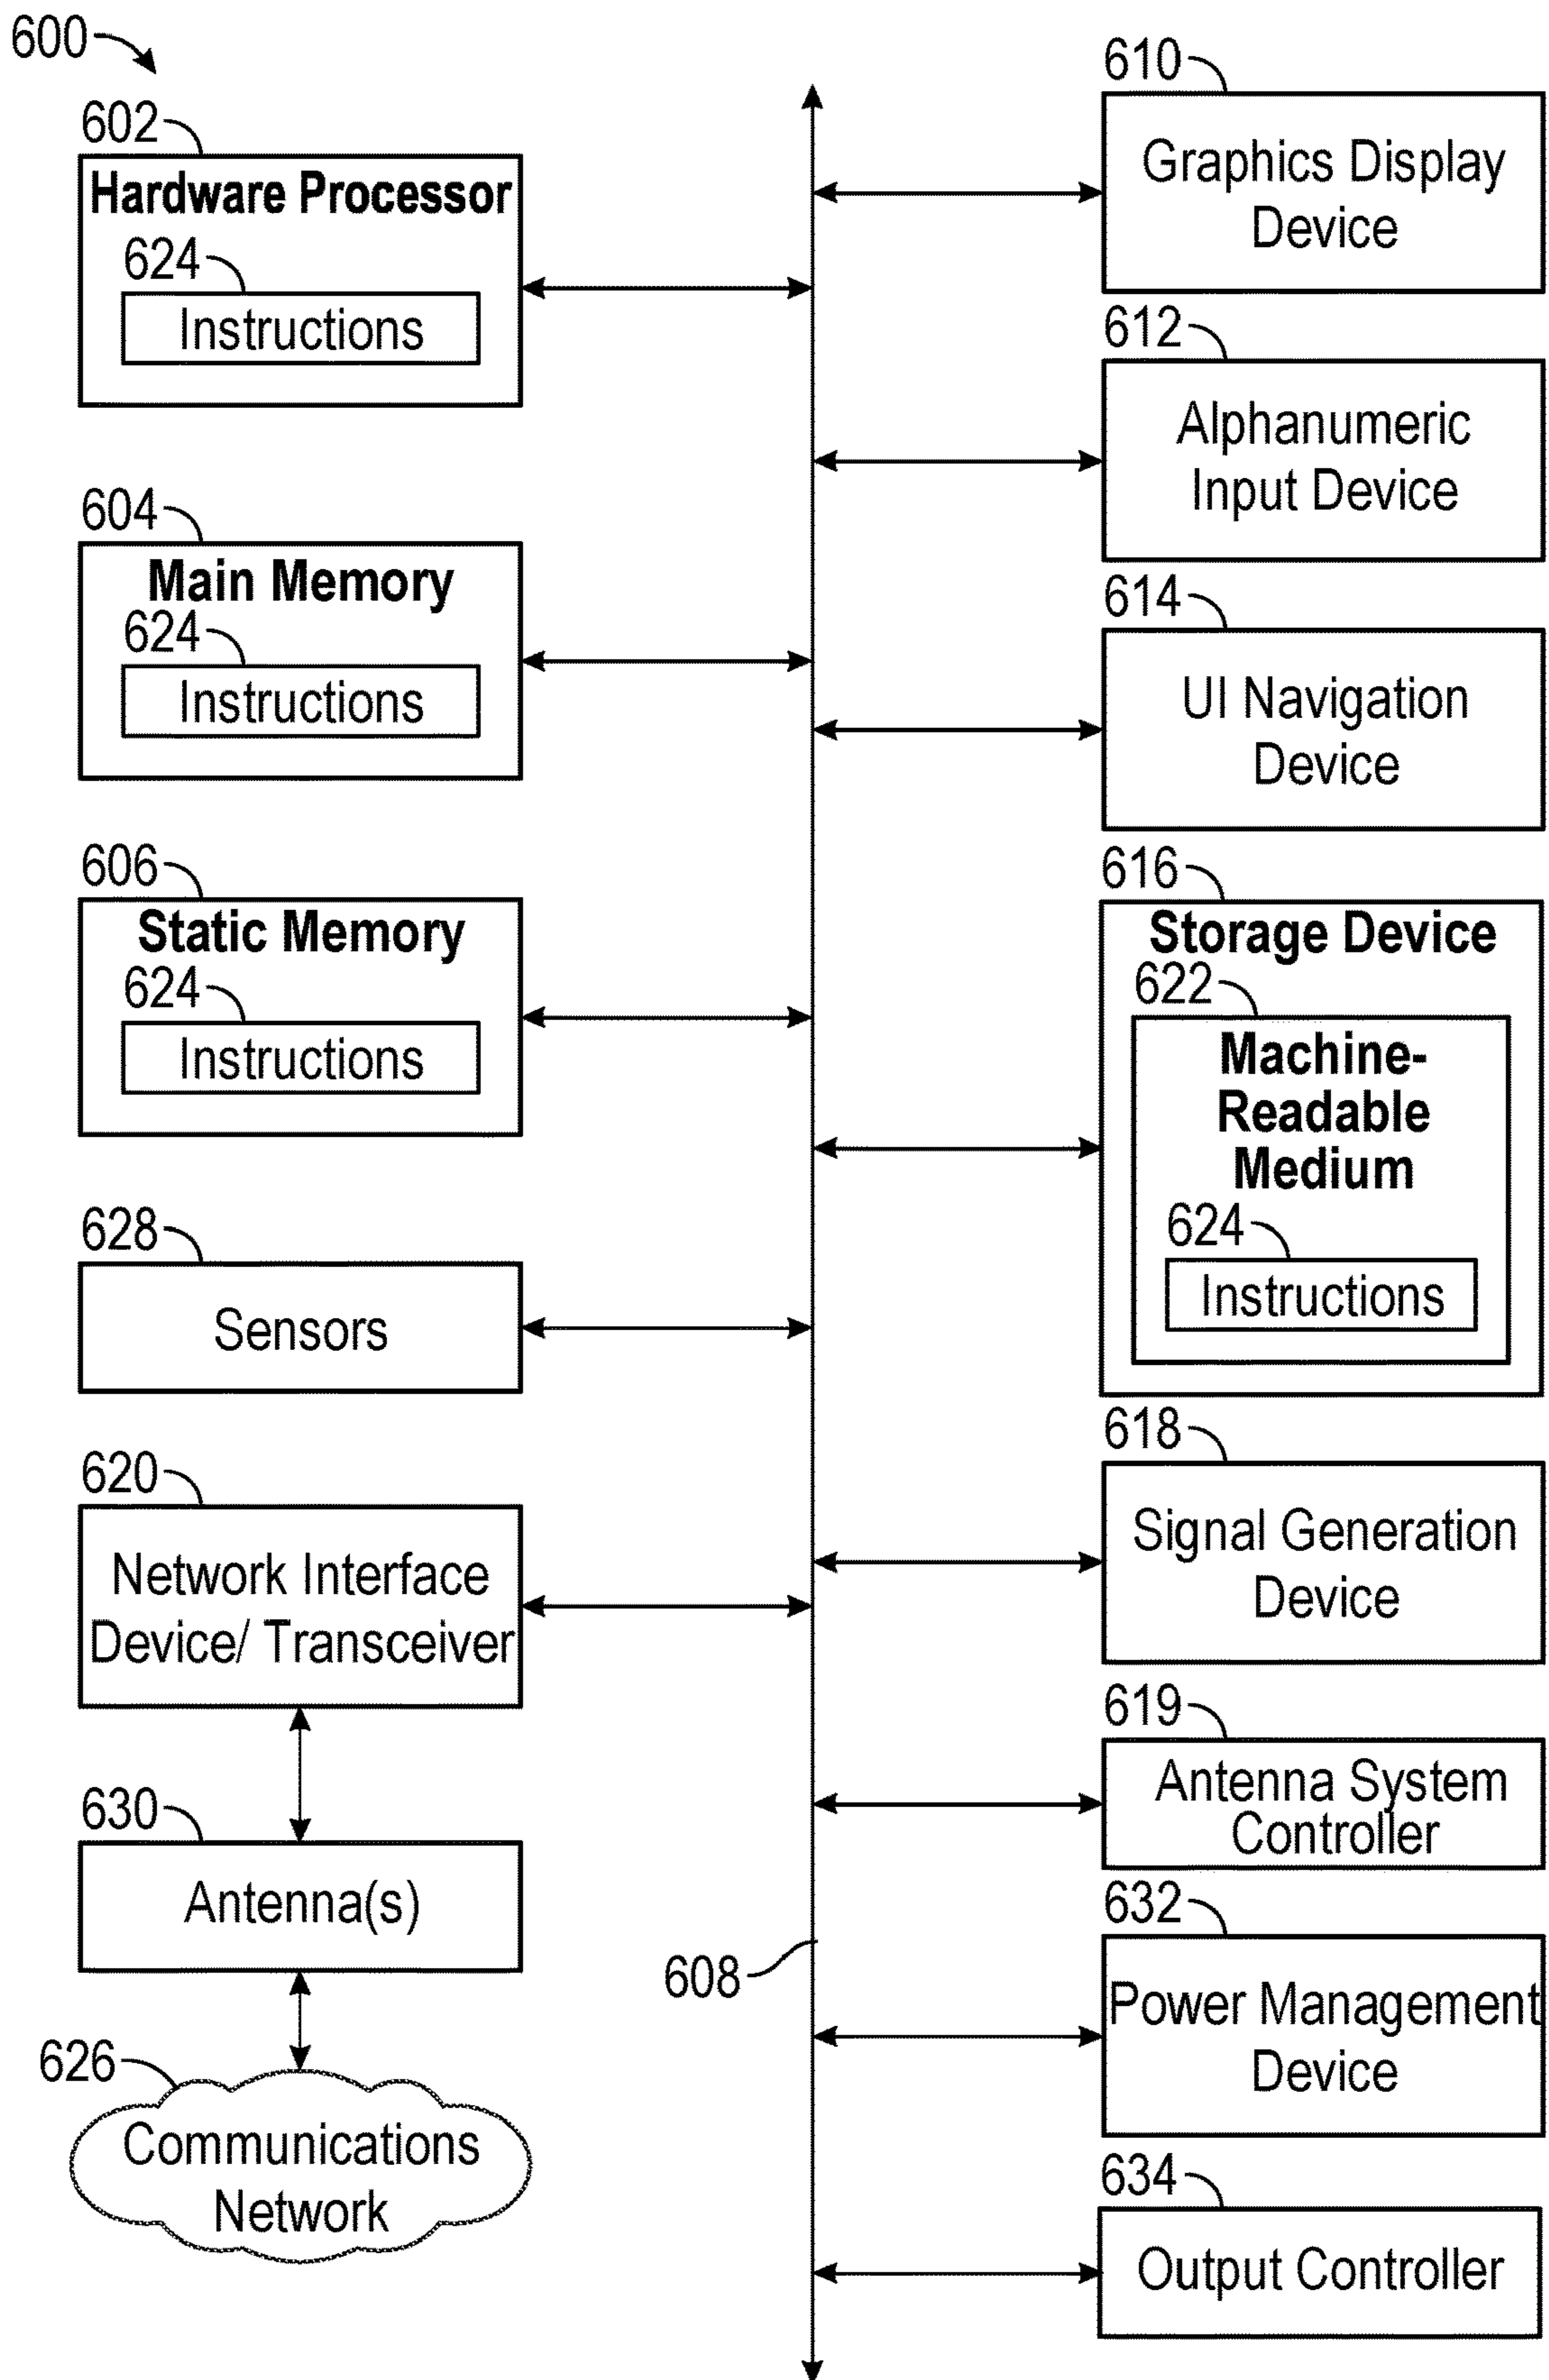 600
602
Hardware Processor
624
Instructions
604
Main Memory
624
Instructions
606
Static Memory
624
Instructions
628
Sensors
620
Network Interface
Device/ Transceiver
630
Antenna(s)
626
Communications
Network
608
610
Graphics Display
Device
612
Alphanumeric
Input Device
614
UI Navigation
Device
616
Storage Device
622
Machine-
Readable
Medium
624
Instructions
618
Signal Generation
Device
619
Antenna System
Controller
632
Power Management
Device
634
Output Controller